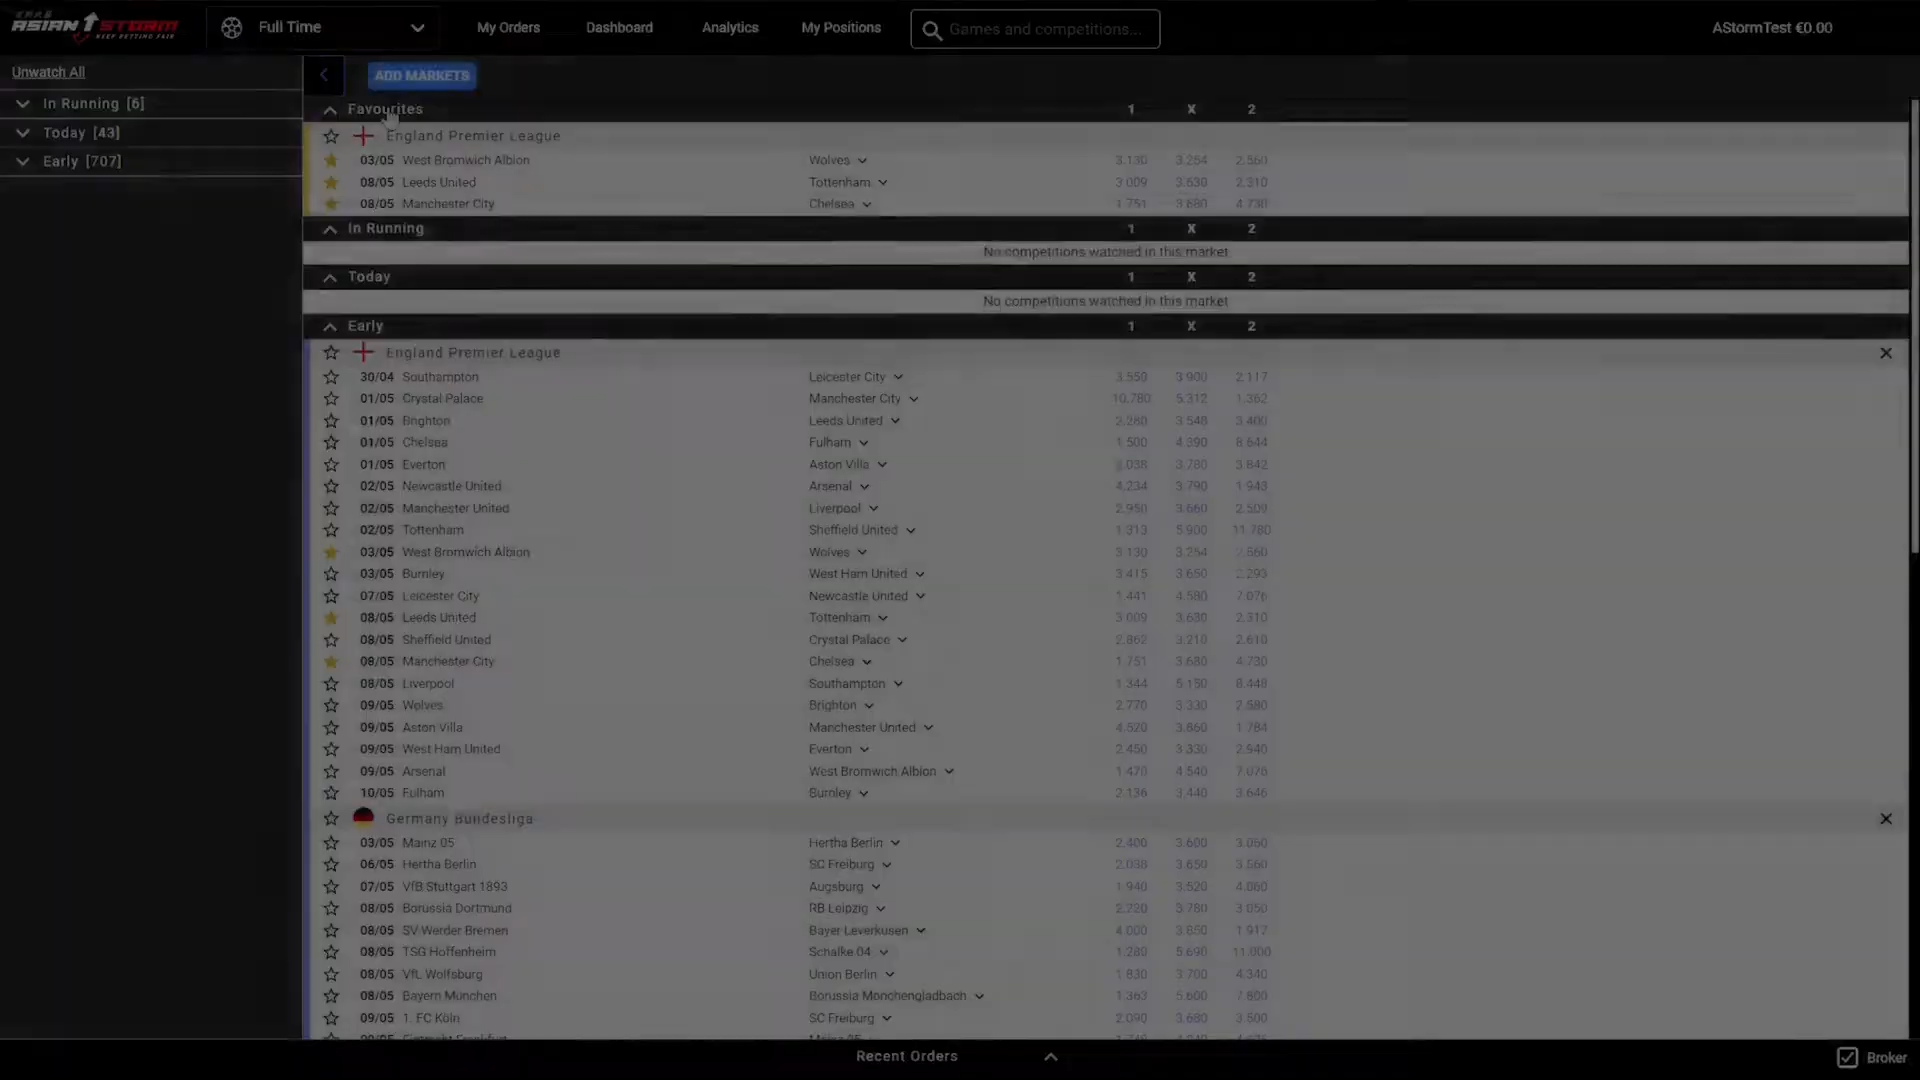 ASIAN STORM
KEEP BETTING FAIR
Full Time
My Orders
Dashboard
Analytics
My Positions
Games and competitions...
AStormTest €0.00
Unwatch All
In Running [6]
Today [43]
Early [707]
ADD MARKETS
Favourites 1 X 2
England Premier League
03/05 West Bromwich Albion Wolves 3.130 3.254 2.560
08/05 Leeds United Tottenham 3.009 3.630 2.310
08/05 Manchester City Chelsea 1.751 3.680 4.730
In Running 1 X 2
No competitions watched in this market
Today 1 X 2
No competitions watched in this market
Early 1 X 2
England Premier League
30/04 Southampton Leicester City 3.550 3.900 2.117
01/05 Crystal Palace Manchester City 10.780 5.312 1.362
01/05 Brighton Leeds United 2.280 3.548 3.400
01/05 Chelsea Fulham 1.500 4.390 8.644
01/05 Everton Aston Villa 2.038 3.780 3.842
02/05 Newcastle United Arsenal 4.234 3.790 1.943
02/05 Manchester United Liverpool 2.950 3.660 2.509
02/05 Tottenham Sheffield United 1.313 5.900 11.780
03/05 West Bromwich Albion Wolves 3.130 3.254 2.560
03/05 Burnley West Ham United 3.415 3.650 2.293
07/05 Leicester City Newcastle United 1.441 4.580 7.076
08/05 Leeds United Tottenham 3.009 3.630 2.310
08/05 Sheffield United Crystal Palace 2.862 3.210 2.610
08/05 Manchester City Chelsea 1.751 3.680 4.730
08/05 Liverpool Southampton 1.344 5.150 8.448
09/05 Wolves Brighton 2.770 3.330 2.580
09/05 Aston Villa Manchester United 4.520 3.860 1.784
09/05 West Ham United Everton 2.450 3.330 2.940
09/05 Arsenal West Bromwich Albion 1.470 4.540 7.076
10/05 Fulham Burnley 2.136 3.440 3.646
Germany Bundesliga
03/05 Mainz 05 Hertha Berlin 2.400 3.600 3.060
06/05 Hertha Berlin SC Freiburg 2.038 3.650 3.560
07/05 VfB Stuttgart 1893 Augsburg 1.940 3.520 4.060
08/05 Borussia Dortmund RB Leipzig 2.220 3.780 3.050
08/05 SV Werder Bremen Bayer Leverkusen 4.000 3.850 1.917
08/05 TSG Hoffenheim Schalke 04 1.280 5.690 11.000
08/05 VfL Wolfsburg Union Berlin 1.830 3.700 4.340
08/05 Bayern Munchen Borussia Monchengladbach 1.363 5.600 7.800
09/05 1. FC Köln SC Freiburg 2.090 3.680 3.500
Recent Orders
Broker